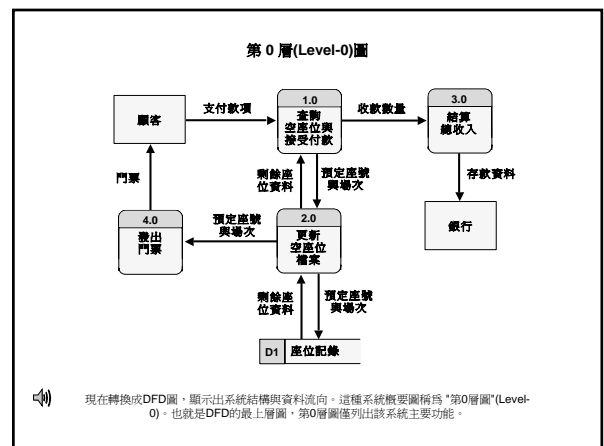 第 0 層(Level-0)圖
顧客
支付款項
1.0
查詢
空座位與
接受付款
收款數量
3.0
結算
總收入
門票
剩餘座
位資料
預定座號
與場次
存款資料
4.0
發出
門票
預定座號
與場次
2.0
更新
空座位
檔案
銀行
剩餘座
位資料
預定座號
與場次
D1 座位記錄
現在轉換成DFD圖，顯示出系統結構與資料流向。這種系統概要圖稱爲 "第0層圖"(Level-
0)。也就是DFD的最上層圖，第0層圖僅列出該系統主要功能。